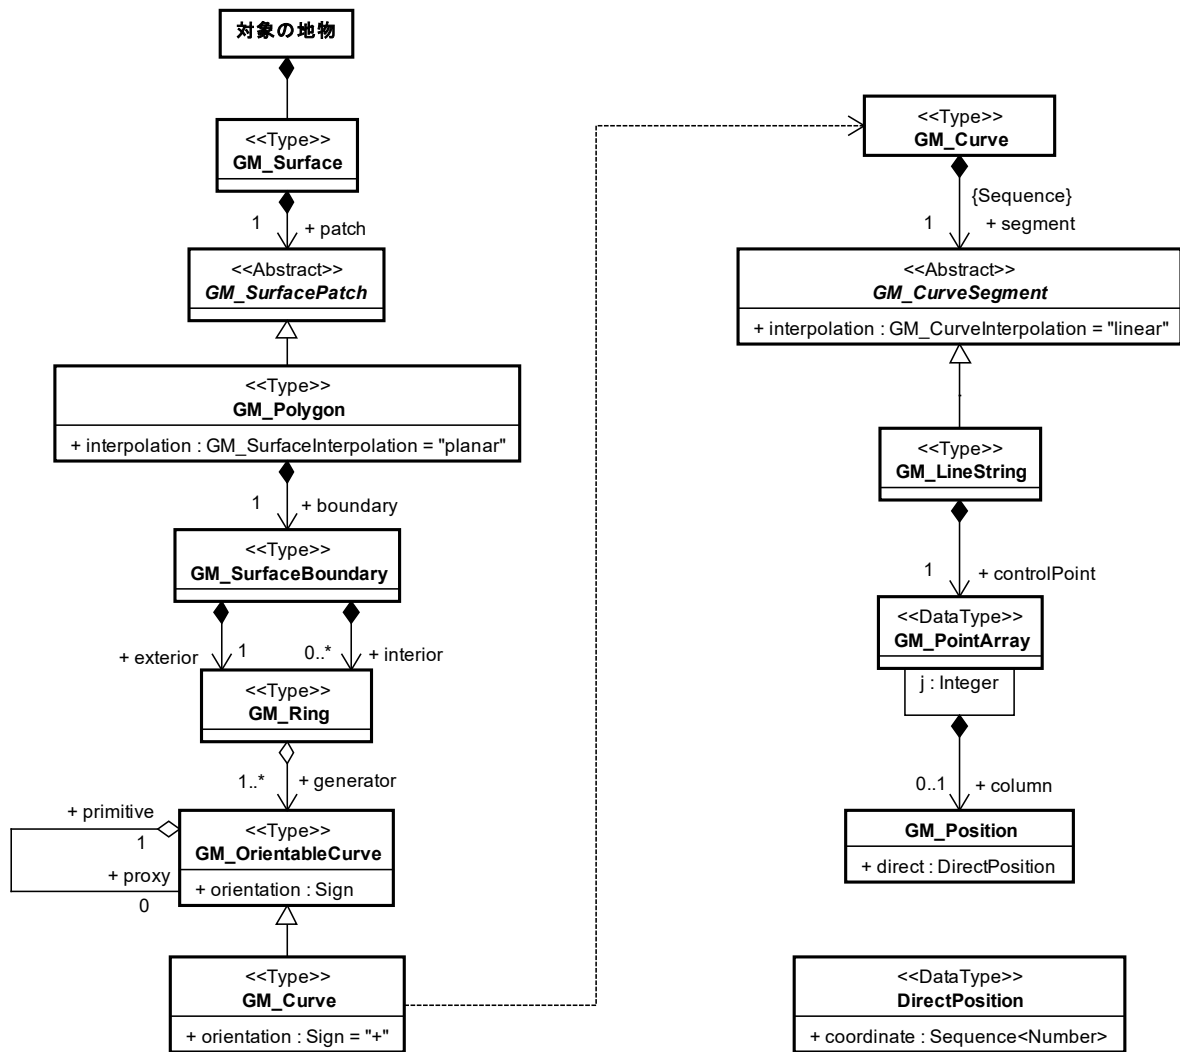 対象の地物
<<Type>>
GM_Surface
1
+ patch
<<Abstract>>
GM_SurfacePatch
<<Type>>
GM_Polygon
+ interpolation : GM_SurfaceInterpolation = "planar"
1
+ boundary
<<Type>>
GM_SurfaceBoundary
+ exterior
1
0..*
+ interior
<<Type>>
GM_Ring
1..*
+ generator
+ primitive
1
+ proxy
0
<<Type>>
GM_OrientableCurve
+ orientation : Sign
<<Type>>
GM_Curve
+ orientation : Sign = "+"
<<Type>>
GM_Curve
{Sequence}
1
+ segment
<<Abstract>>
GM_CurveSegment
+ interpolation : GM_CurveInterpolation = "linear"
<<Type>>
GM_LineString
1
+ controlPoint
<<DataType>>
GM_PointArray
j : Integer
0..1
+ column
GM_Position
+ direct : DirectPosition
<<DataType>>
DirectPosition
+ coordinate : Sequence<Number>